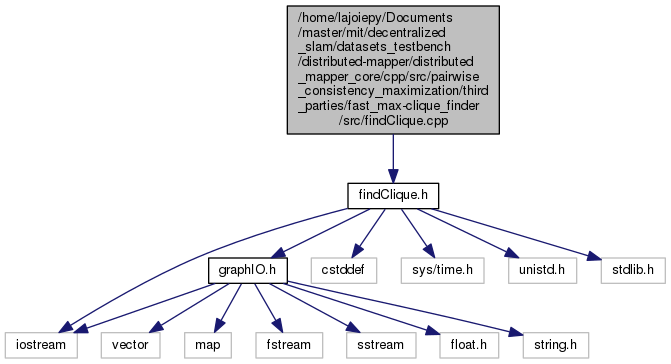 /home/lajoiepy/Documents
/master/mit/decentralized
_slam/datasets_testbench
/distributed-mapper/distributed
_mapper_core/cpp/src/pairwise
_consistency_maximization/third
_parties/fast_max-clique_finder
/src/findClique.cpp
findClique.h
graphIO.h
cstddef
sys/time.h
unistd.h
stdlib.h
iostream
vector
map
fstream
sstream
float.h
string.h